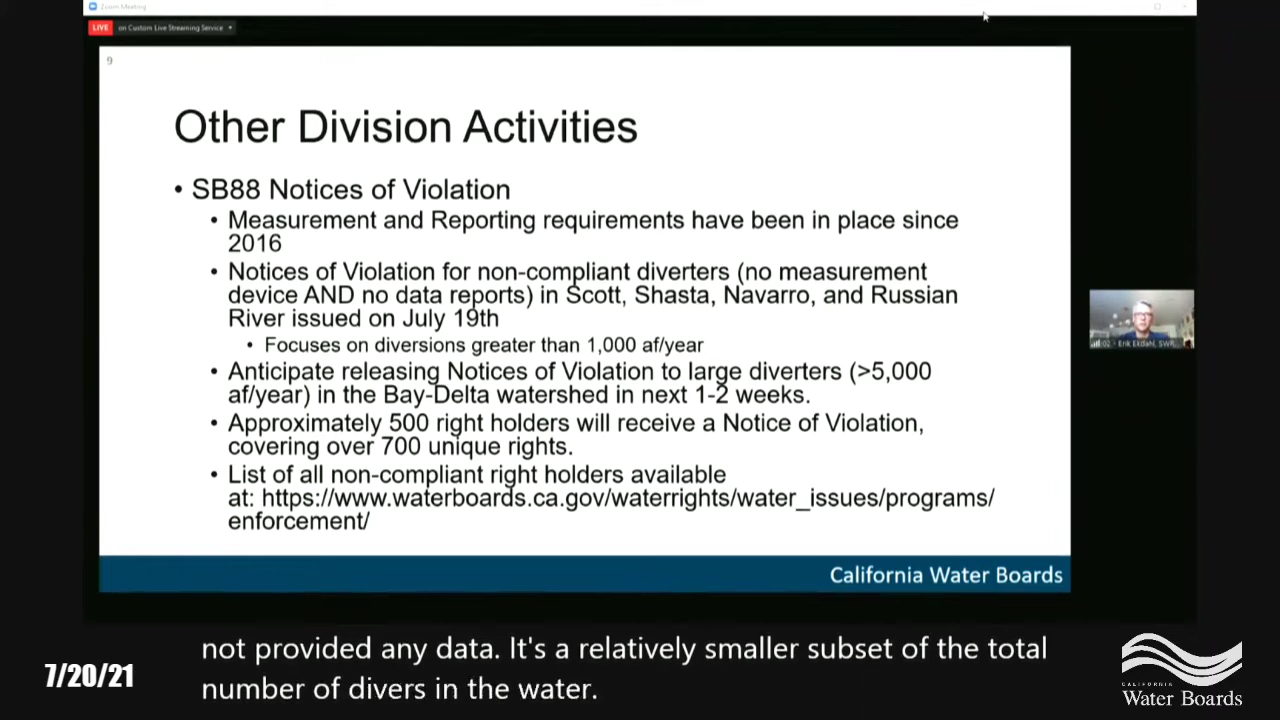 Zoom Meeting
LIVE on Custom Live Streaming Service
9
Other Division Activities
• SB88 Notices of Violation
• Measurement and Reporting requirements have been in place since
2016
• Notices of Violation for non-compliant diverters (no measurement
device AND no data reports) in Scott, Shasta, Navarro, and Russian
River issued on July 19th
• Focuses on diversions greater than 1,000 af/year
• Anticipate releasing Notices of Violation to large diverters (>5,000
af/year) in the Bay-Delta watershed in next 1-2 weeks.
• Approximately 500 right holders will receive a Notice of Violation,
covering over 700 unique rights.
• List of all non-compliant right holders available
at: https://www.waterboards.ca.gov/waterrights/water_issues/programs/
enforcement/
California Water Boards
Erik Ekdahl, SWR...
not provided any data. It's a relatively smaller subset of the total
number of divers in the water.
7/20/21
CALIFORNIA
Water Boards